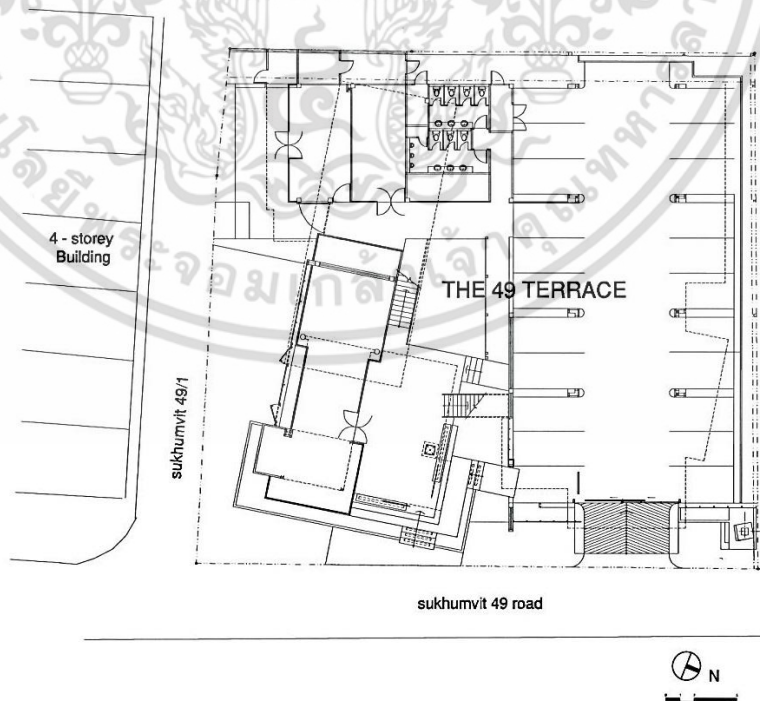 4 - storey
Building
THE 49 TERRACE
sukhumvit 49/1
sukhumvit 49 road
N